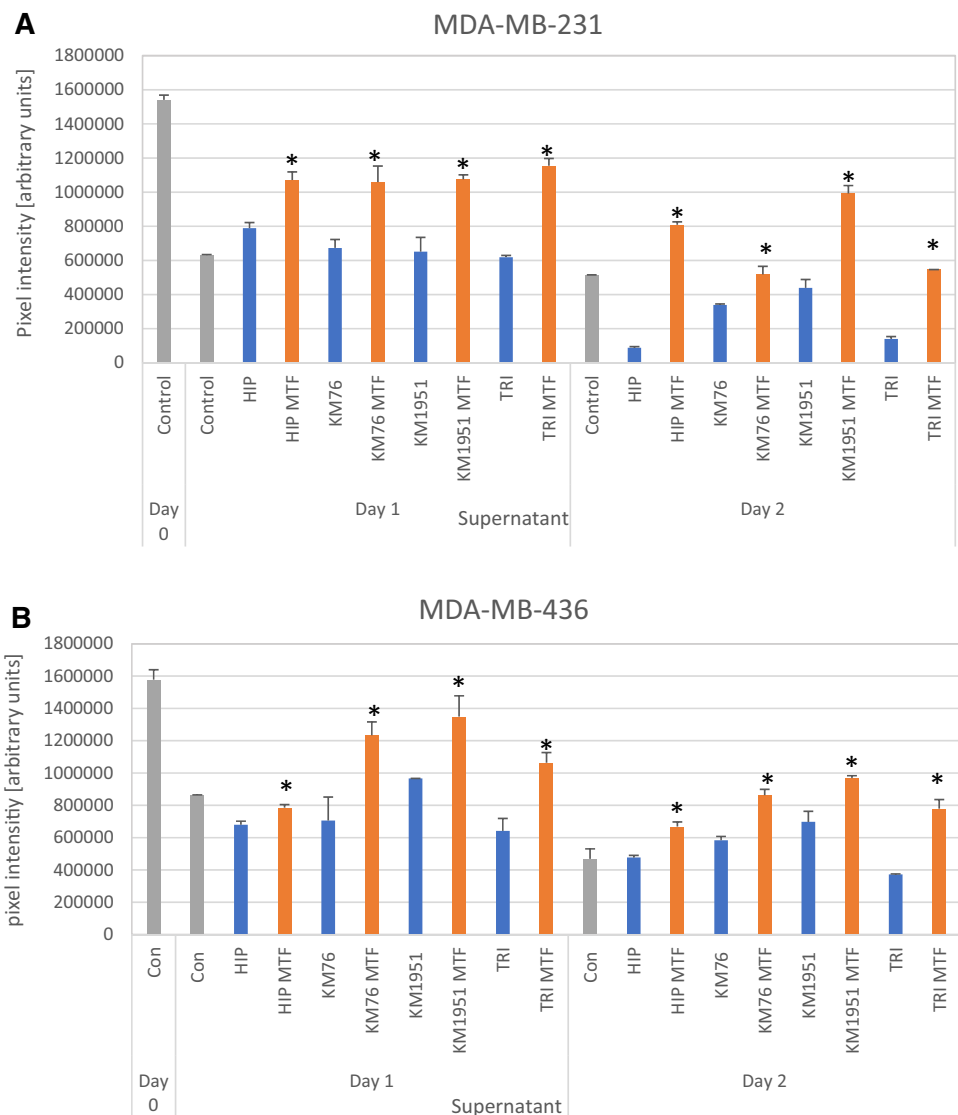 A
MDA-MB-231
Pixel intensity [arbitrary units]
1800000
1600000
1400000
1200000
1000000
800000
600000
400000
200000
0
* * * * * * * *
Control
Control
HIP
HIP MTF
KM76
KM76 MTF
KM1951
KM1951 MTF
TRI
TRI MTF
Control
HIP
HIP MTF
KM76
KM76 MTF
KM1951
KM1951 MTF
TRI
TRI MTF
Day 0
Day 1
Day 2
Supernatant
B
MDA-MB-436
pixel intensitiy [arbitrary units]
1800000
1600000
1400000
1200000
1000000
800000
600000
400000
200000
0
* * * * * * * *
Con
Con
HIP
HIP MTF
KM76
KM76 MTF
KM1951
KM1951 MTF
TRI
TRI MTF
Con
HIP
HIP MTF
KM76
KM76 MTF
KM1951
KM1951 MTF
TRI
TRI MTF
Day 0
Day 1
Day 2
Supernatant